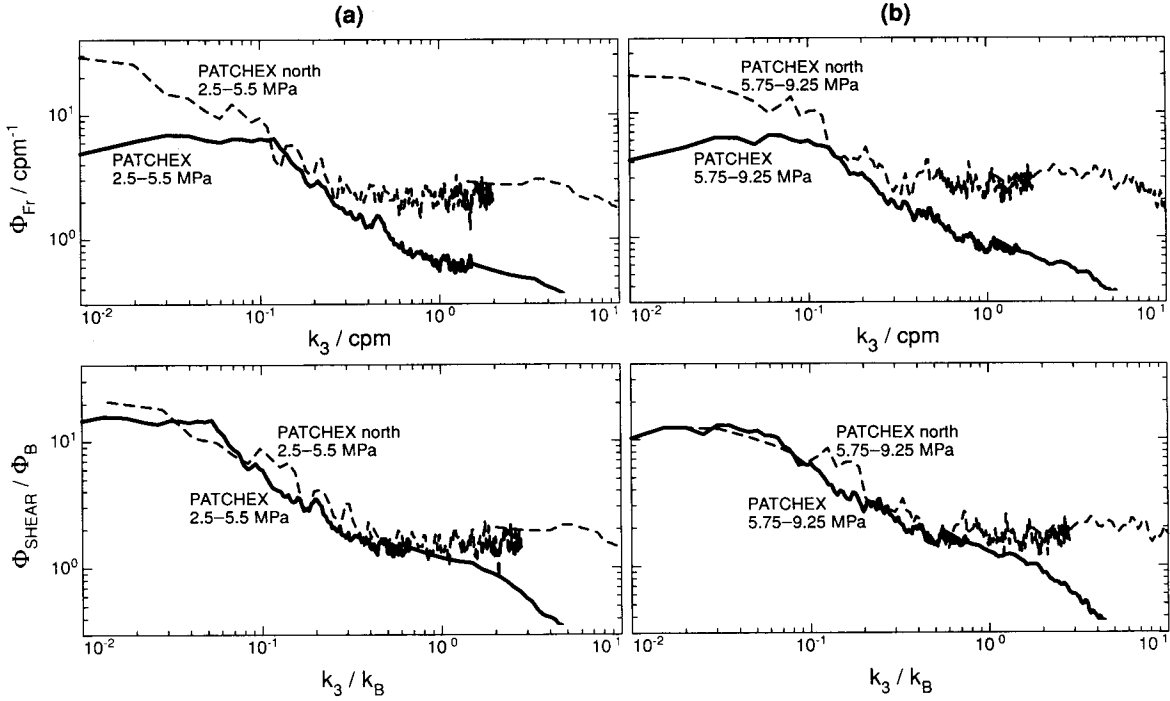 (a)
(b)
Φ_Fr / cpm⁻¹
10¹
10⁰
PATCHEX north
2.5–5.5 MPa
PATCHEX
2.5–5.5 MPa
10⁻² 10⁻¹ 10⁰ 10¹
k₃ / cpm
PATCHEX north
5.75–9.25 MPa
PATCHEX
5.75–9.25 MPa
10⁻² 10⁻¹ 10⁰ 10¹
k₃ / cpm
Φ_SHEAR / Φ_B
10¹
10⁰
PATCHEX north
2.5–5.5 MPa
PATCHEX
2.5–5.5 MPa
10⁻² 10⁻¹ 10⁰ 10¹
k₃ / k_B
PATCHEX north
5.75–9.25 MPa
PATCHEX
5.75–9.25 MPa
10⁻² 10⁻¹ 10⁰ 10¹
k₃ / k_B